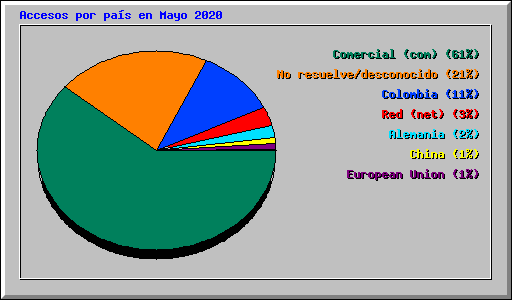 Accesos por país en Mayo 2020
Comercial (com) (61%)
No resuelve/desconocido (21%)
Colombia (11%)
Red (net) (3%)
Alemania (2%)
China (1%)
European Union (1%)